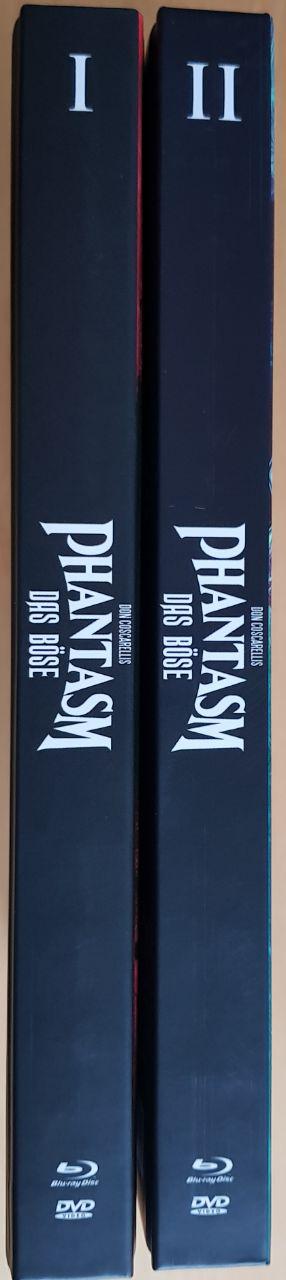 I
DON COSCARELLIS
PHANTASM
DAS BÖSE
Blu-ray Disc
DVD
VIDEO
II
DON COSCARELLIS
PHANTASM
DAS BÖSE
Blu-ray Disc
DVD
VIDEO